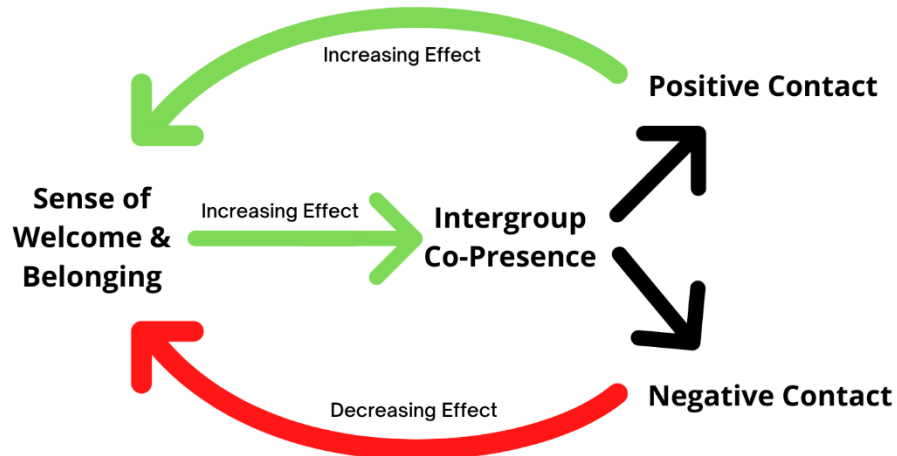 Increasing Effect
Positive Contact
Sense of
Welcome &
Belonging
Increasing Effect
Intergroup
Co-Presence
Negative Contact
Decreasing Effect